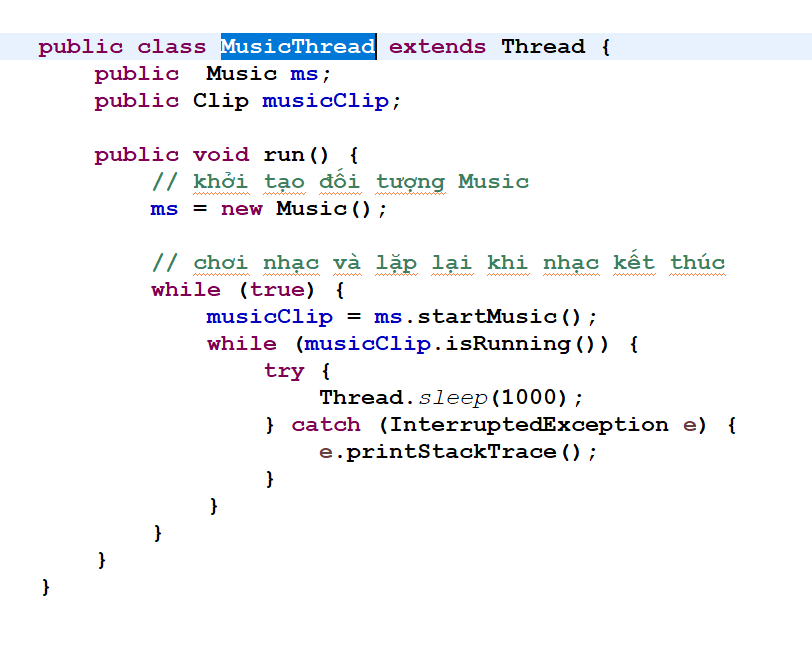 public class MusicThread extends Thread {
public  Music ms;
public Clip musicClip;
public void run() {
// khởi tạo đối tượng Music
ms = new Music();
// chơi nhạc và lặp lại khi nhạc kết thúc
while (true) {
musicClip = ms.startMusic();
while (musicClip.isRunning()) {
try {
Thread.sleep(1000);
} catch (InterruptedException e) {
e.printStackTrace();
}
}
}
}
}